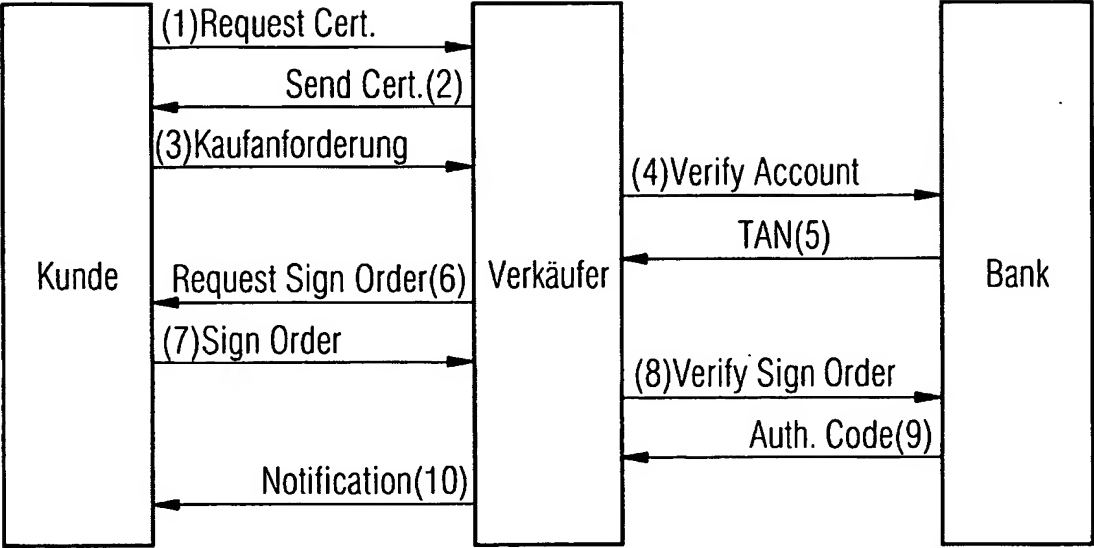 (1)Request Cert.
Send Cert.(2)
(3)Kaufanforderung
(4)Verify Account
TAN(5)
Kunde
Request Sign Order(6)
Verkäufer
Bank
(7)Sign Order
(8)Verify Sign Order
Auth. Code(9)
Notification(10)